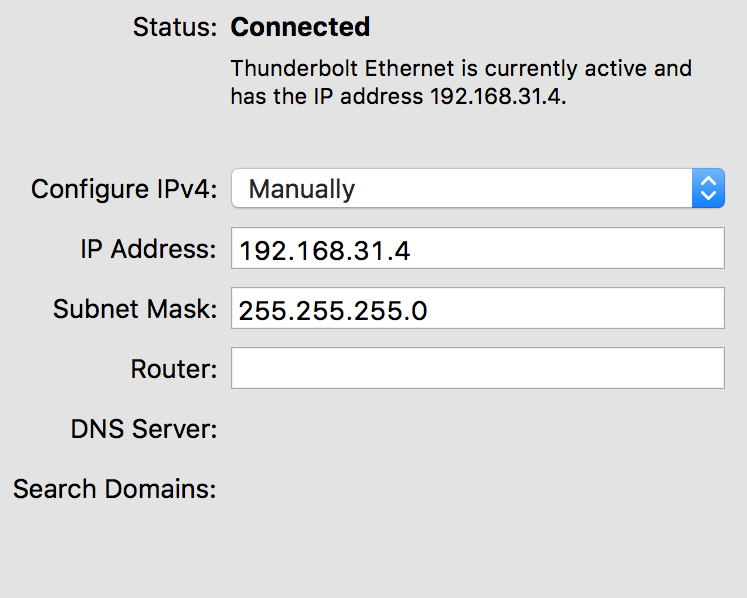 Status: Connected
Thunderbolt Ethernet is currently active and
has the IP address 192.168.31.4.
Configure IPv4: Manually
IP Address: 192.168.31.4
Subnet Mask: 255.255.255.0
Router:
DNS Server:
Search Domains: